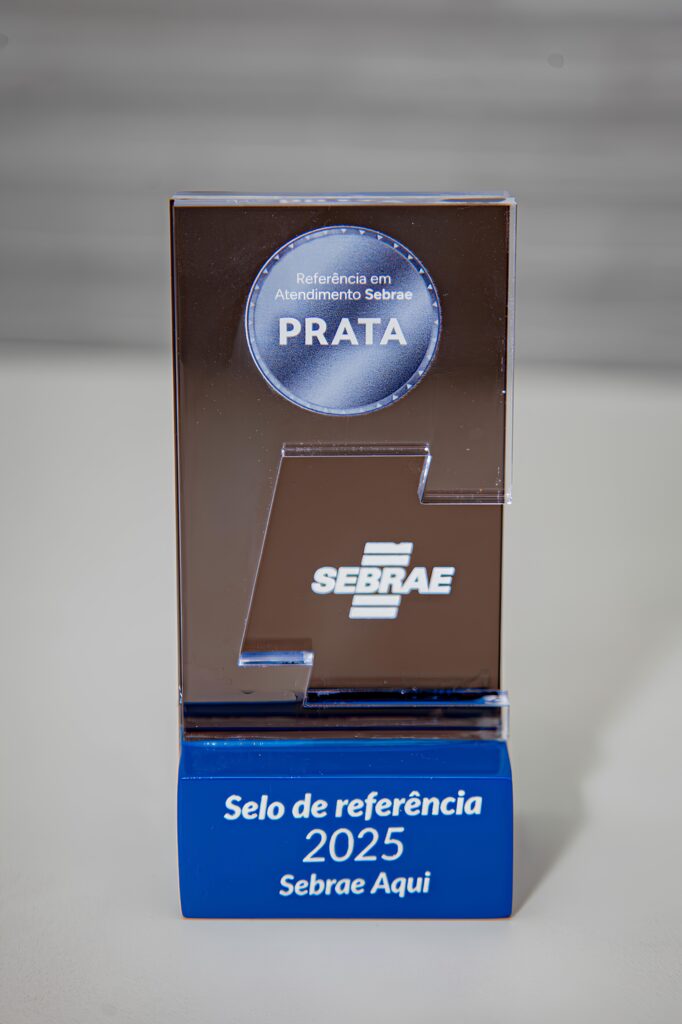 Referência em
Atendimento Sebrae
PRATA
SEBRAE
Selo de referência
2025
Sebrae Aqui